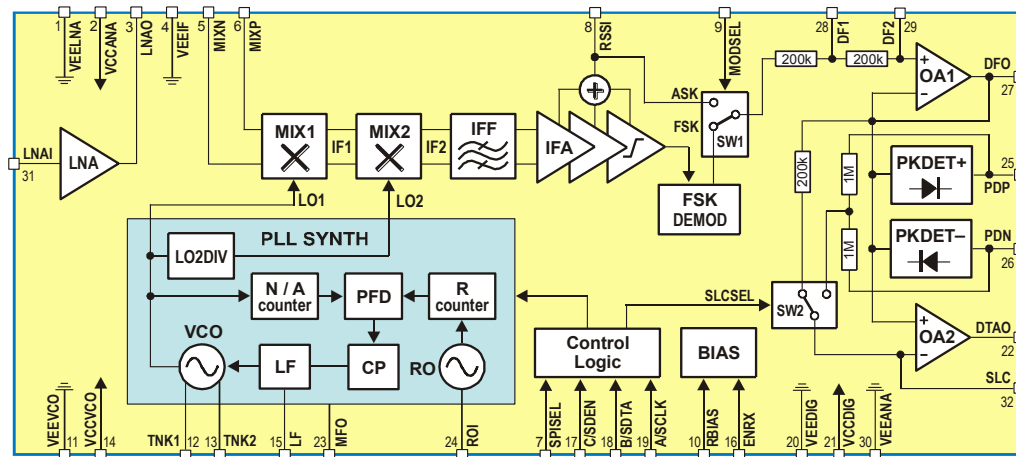 1 2 3 4 5 6 8 9 28 29
VEELNA VCCANA LNAO VEEIF MIXN MIXP RSSI MODSEL DF1 DF2
200k 200k
+ OA1 DFO
− 27
ASK
FSK
SW1
LNAI LNA
31
MIX1 IF1 MIX2 IF2 IFF IFA
LO1 LO2
FSK
DEMOD
200k 1M 1M
PKDET+ 25
PDP
PKDET– PDN
26
PLL SYNTH
LO2DIV
N / A
counter
PFD
R
counter
VCO LF CP RO
SLCSEL
SW2
Control
Logic
BIAS
+ OA2 DTAO
− 22
SLC
32
VEEVCO VCCVCO MFO ROI SPISEL C/SDEN B/SDTA A/SCLK RBIAS ENRX VEEDIG VCCDIG VEEANA
11 14 TNK1 12 13 TNK2 15 LF 23 24 7 17 18 19 10 16 20 21 30